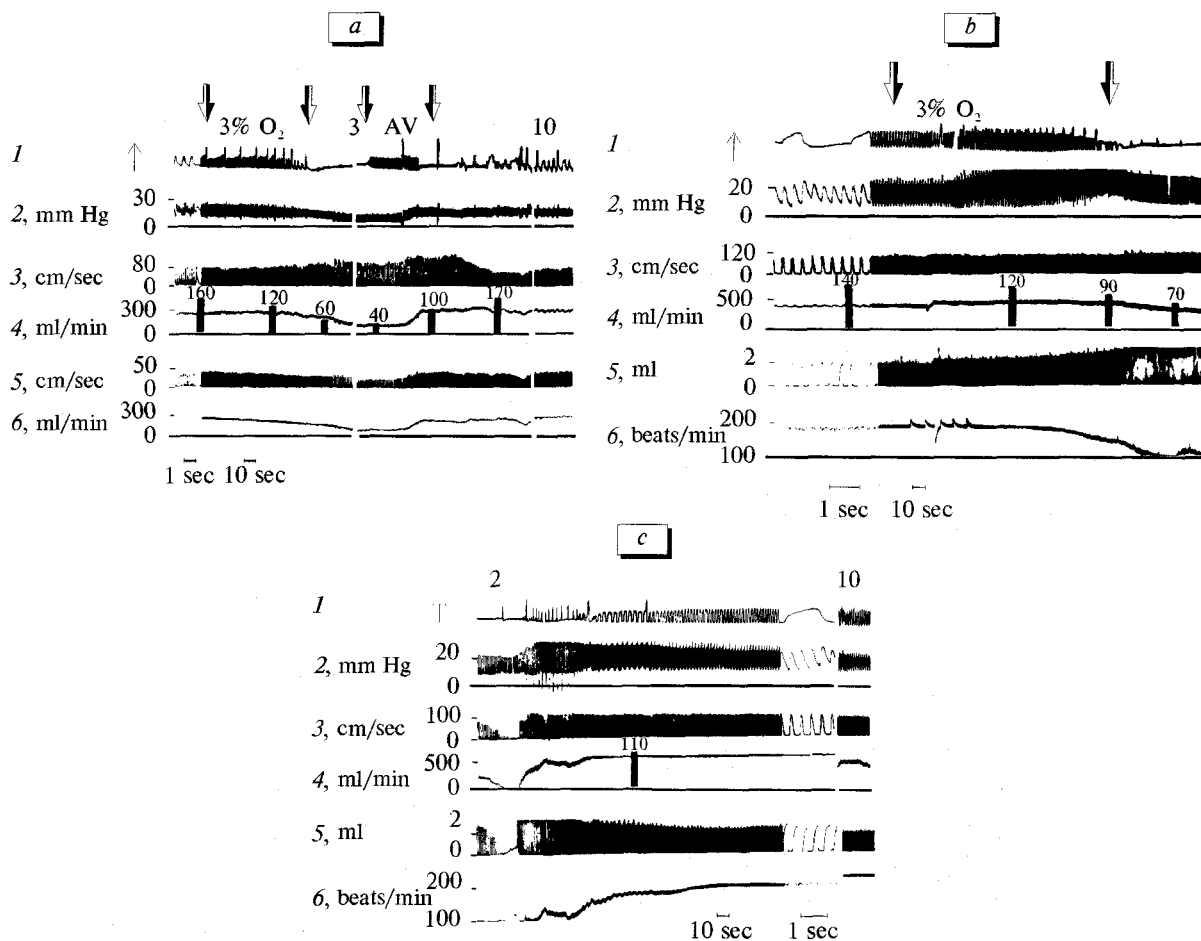 a
3% O2 3 AV 10
1
30
2, mm Hg
0
80
3, cm/sec
0
160 120 60 40 100 170
300
4, ml/min
0
50
5, cm/sec
0
300
6, ml/min
0
1 sec 10 sec
b
3% O2
1
20
2, mm Hg
0
120
3, cm/sec
0
140 120 90 70
500
4, ml/min
0
2
5, ml
0
200
6, beats/min
100
1 sec 10 sec
c
2 10
1
20
2, mm Hg
0
100
3, cm/sec
0
110
500
4, ml/min
0
2
5, ml
0
200
6, beats/min
100
10 sec 1 sec